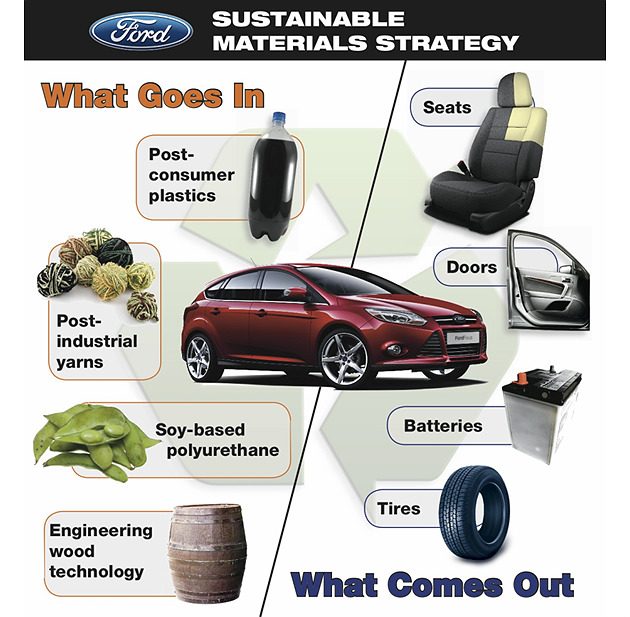 Ford
SUSTAINABLE
MATERIALS STRATEGY
What Goes In
Post-
consumer
plastics
Post-
industrial
yarns
Soy-based
polyurethane
Engineering
wood
technology
Seats
Doors
Batteries
Tires
What Comes Out